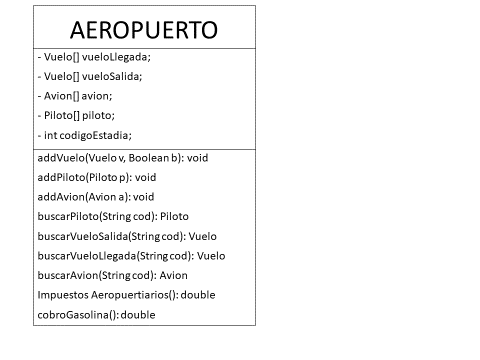 AEROPUERTO
- Vuelo[] vueloLlegada;
- Vuelo[] vueloSalida;
- Avion[] avion;
- Piloto[] piloto;
- int codigoEstadia;
addVuelo(Vuelo v, Boolean b): void
addPiloto(Piloto p): void
addAvion(Avion a): void
buscarPiloto(String cod): Piloto
buscarVueloSalida(String cod): Vuelo
buscarVueloLlegada(String cod): Vuelo
buscarAvion(String cod): Avion
Impuestos Aeropuertiarios(): double
cobroGasolina(): double